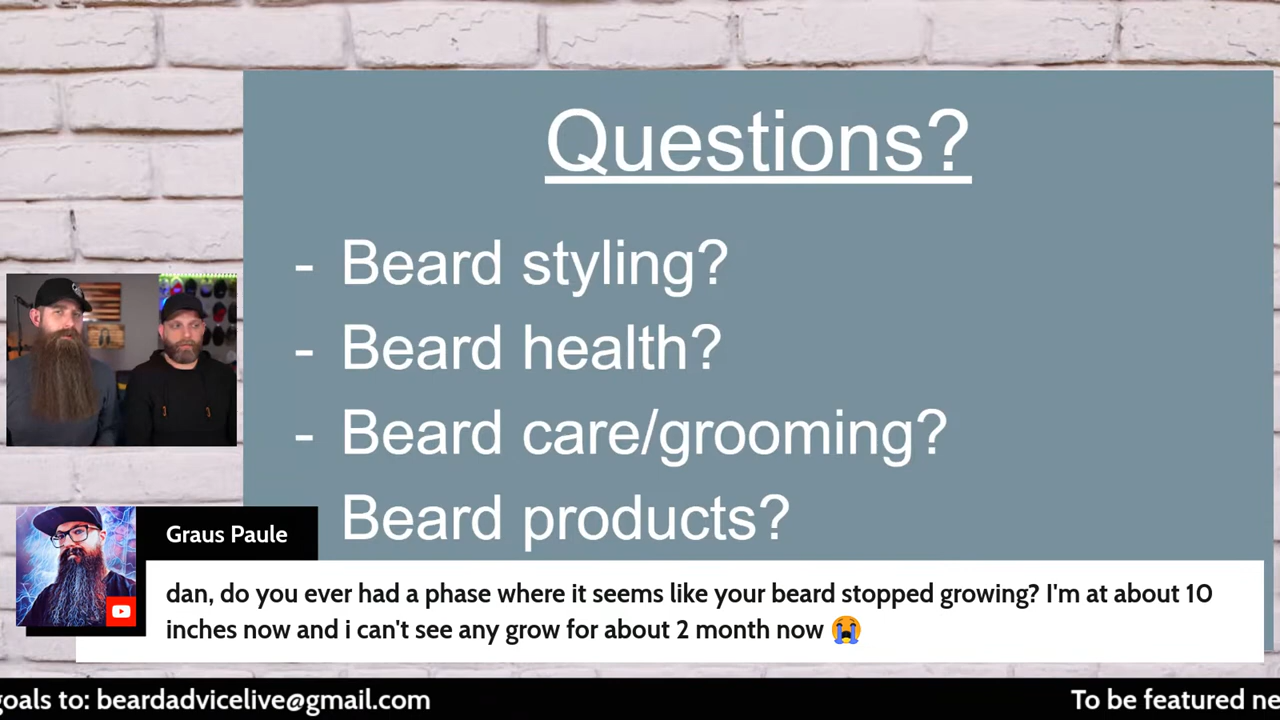 Questions?
- Beard styling?
- Beard health?
- Beard care/grooming?
Beard products?
Graus Paule
dan, do you ever had a phase where it seems like your beard stopped growing? I'm at about 10
inches now and i can't see any grow for about 2 month now 😭
goals to: beardadvicelive@gmail.com
To be featured ne